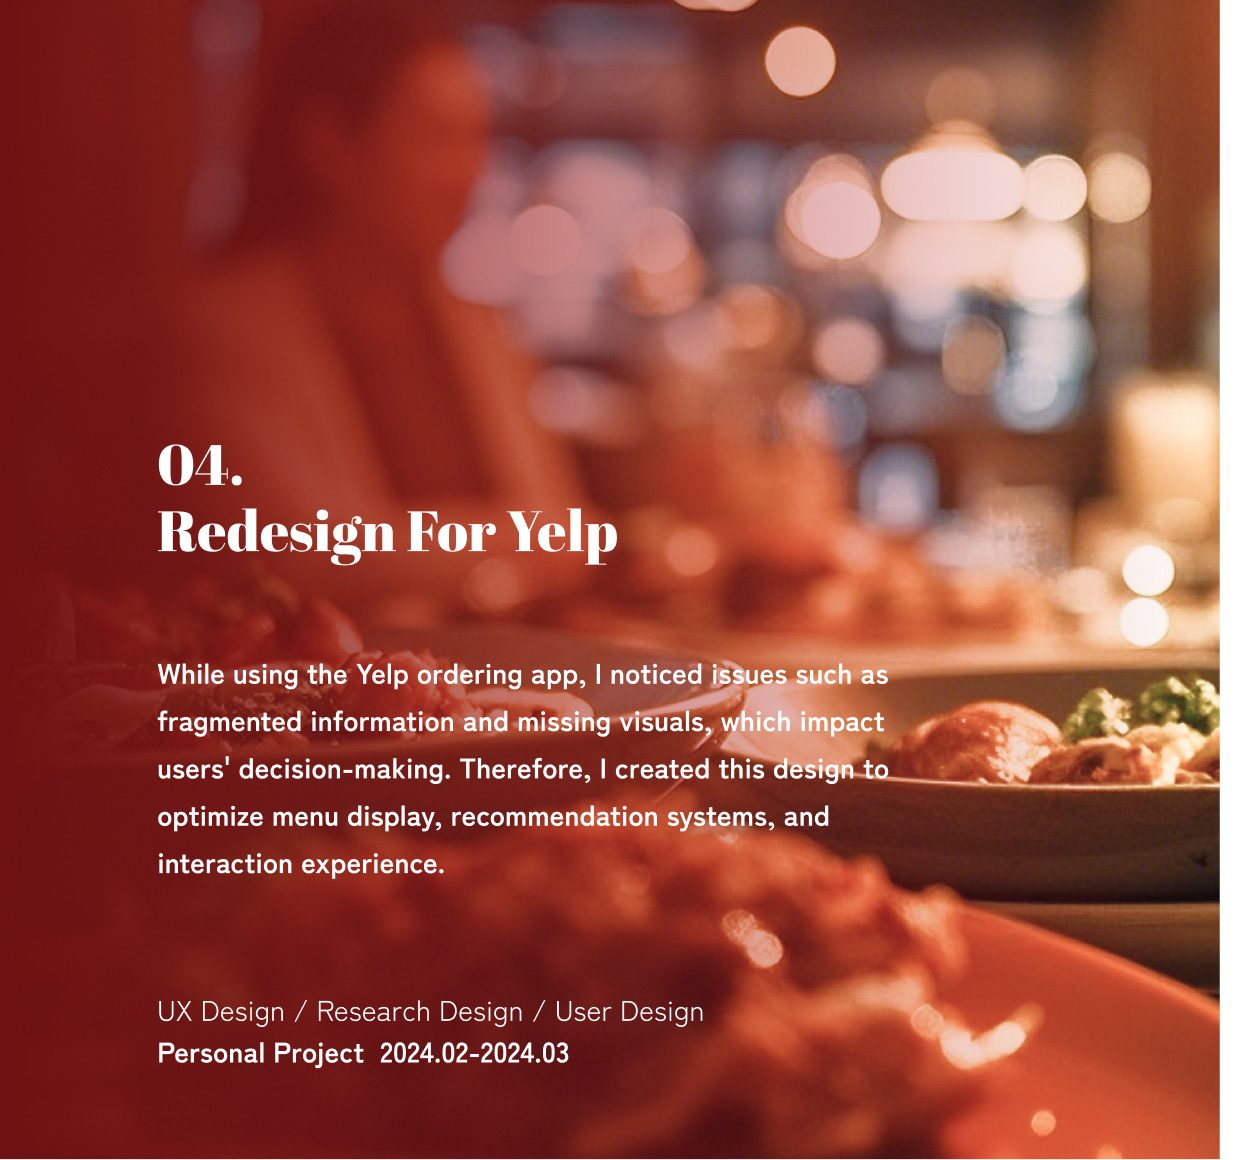 04.
Redesign For Yelp
While using the Yelp ordering app, I noticed issues such as
fragmented information and missing visuals, which impact
users' decision-making. Therefore, I created this design to
optimize menu display, recommendation systems, and
interaction experience.
UX Design / Research Design / User Design
Personal Project 2024.02-2024.03